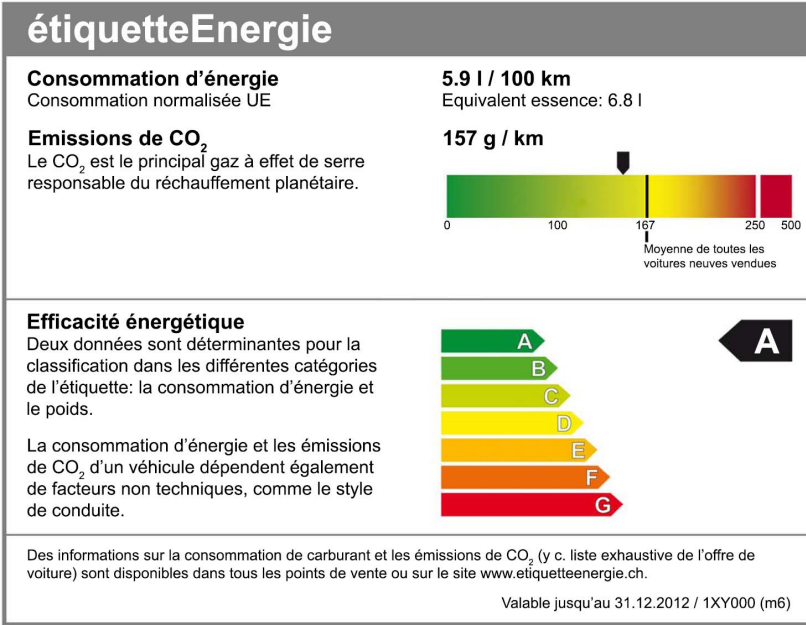 étiquetteEnergie
Consommation d’énergie
5.9 l / 100 km
Consommation normalisée UE
Equivalent essence: 6.8 l
Emissions de CO₂
157 g / km
Le CO₂ est le principal gaz à effet de serre
responsable du réchauffement planétaire.
0 100 167 250 500
Moyenne de toutes les
voitures neuves vendues
Efficacité énergétique
Deux données sont déterminantes pour la
classification dans les différentes catégories
de l’étiquette: la consommation d’énergie et
le poids.
La consommation d’énergie et les émissions
de CO₂ d’un véhicule dépendent également
de facteurs non techniques, comme le style
de conduite.
A
B
C
D
E
F
G
A
Des informations sur la consommation de carburant et les émissions de CO₂ (y c. liste exhaustive de l’offre de
voiture) sont disponibles dans tous les points de vente ou sur le site www.etiquetteenergie.ch.
Valable jusqu’au 31.12.2012 / 1XY000 (m6)